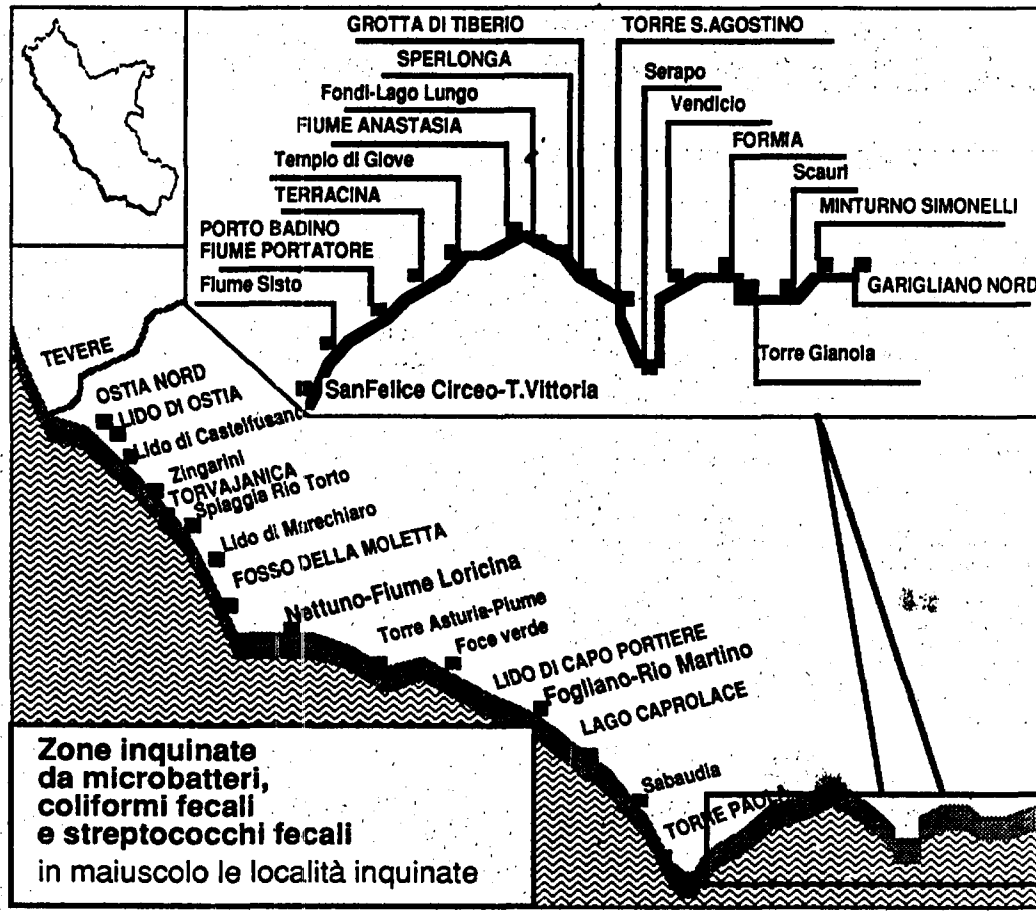 GROTTA DI TIBERIO
TORRE S.AGOSTINO
SPERLONGA
Serapo
Fondi-Lago Lungo
Vendicio
FIUME ANASTASIA
FORMIA
Tempio di Giove
Scauri
TERRACINA
MINTURNO SIMONELLI
PORTO BADINO
FIUME PORTATORE
Fiume Sisto
GARIGLIANO NORD
Torre Gianola
SanFelice Circeo-T.Vittoria
TEVERE
OSTIA NORD
LIDO DI OSTIA
Lido di Castelfusano
Zingarini
TORVAJANICA
Spiaggia Rio Torto
Lido di Marechiaro
FOSSO DELLA MOLETTA
Nettuno-Fiume Loricina
Torre Asturia-Fiume
Foce verde
LIDO DI CAPO PORTIERE
Fogliano-Rio Martino
LAGO CAPROLACE
Sabaudia
TORRE PAOLA
Zone inquinate
da microbatteri,
coliformi fecali
e streptococchi fecali
in maiuscolo le località inquinate